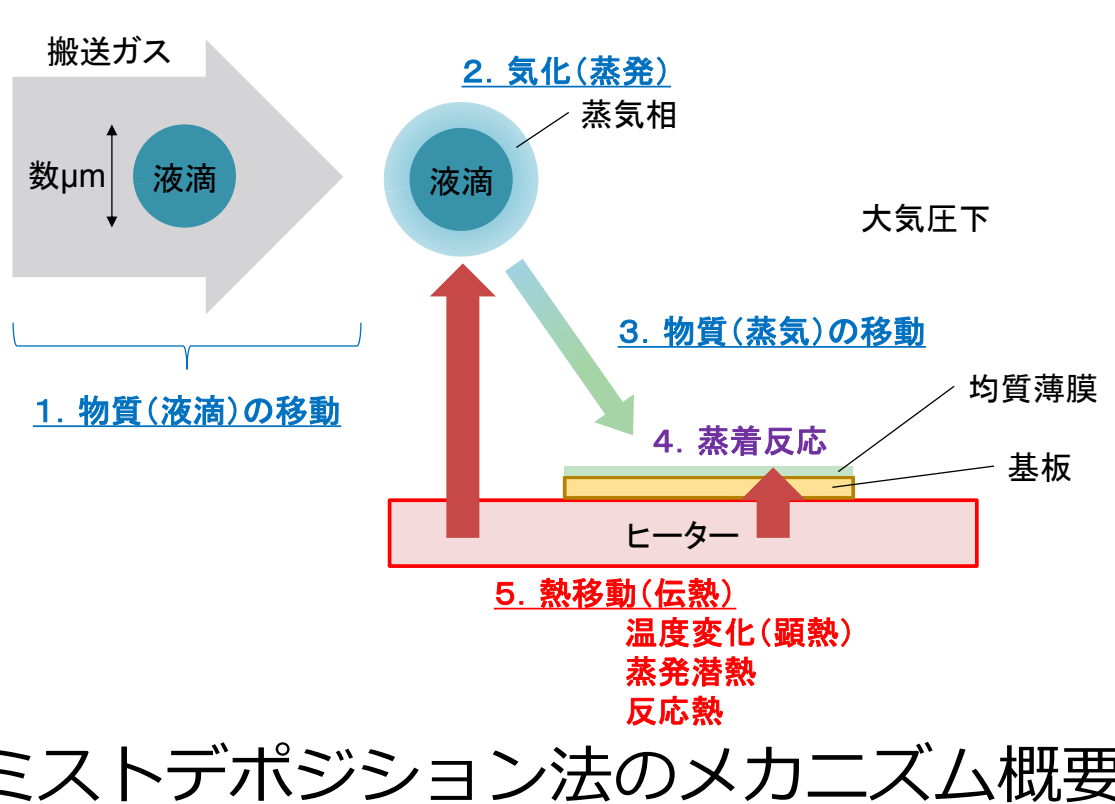 搬送ガス
数μm
液滴
2. 気化(蒸発)
蒸気相
液滴
大気圧下
3. 物質(蒸気)の移動
1. 物質(液滴)の移動
均質薄膜
4. 蒸着反応
基板
ヒーター
5. 熱移動(伝熱)
温度変化(顕熱)
蒸発潜熱
反応熱
ミストデポジション法のメカニズム概要